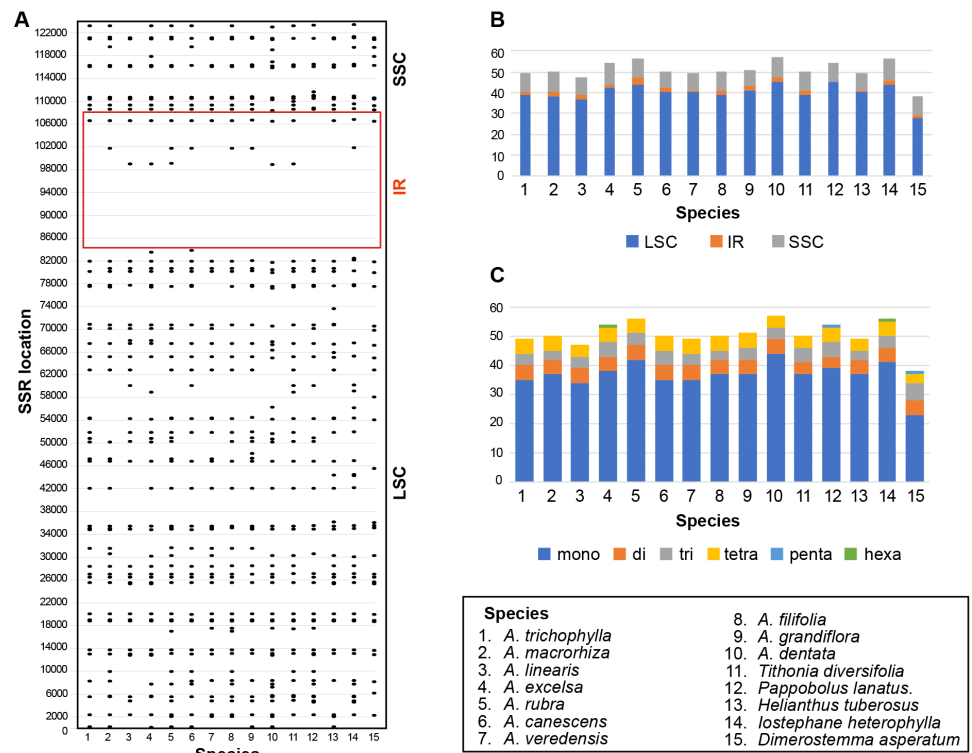 A
122000
118000
114000
110000
106000
102000
98000
94000
90000
86000
82000
78000
74000
70000
66000
62000
58000
54000
50000
46000
42000
38000
34000
30000
26000
22000
18000
14000
10000
6000
2000
0
SSR location
SSC
IR
LSC
1 2 3 4 5 6 7 8 9 10 11 12 13 14 15
Species
B
60
50
40
30
20
10
0
1 2 3 4 5 6 7 8 9 10 11 12 13 14 15
Species
LSC IR SSC
C
60
50
40
30
20
10
0
1 2 3 4 5 6 7 8 9 10 11 12 13 14 15
Species
mono di tri tetra penta hexa
Species
1. A. trichophylla
2. A. macrorhiza
3. A. linearis
4. A. excelsa
5. A. rubra
6. A. canescens
7. A. veredensis
8. A. filifolia
9. A. grandiflora
10. A. dentata
11. Tithonia diversifolia
12. Pappobolus lanatus.
13. Helianthus tuberosus
14. Iostephane heterophylla
15. Dimerostemma asperatum